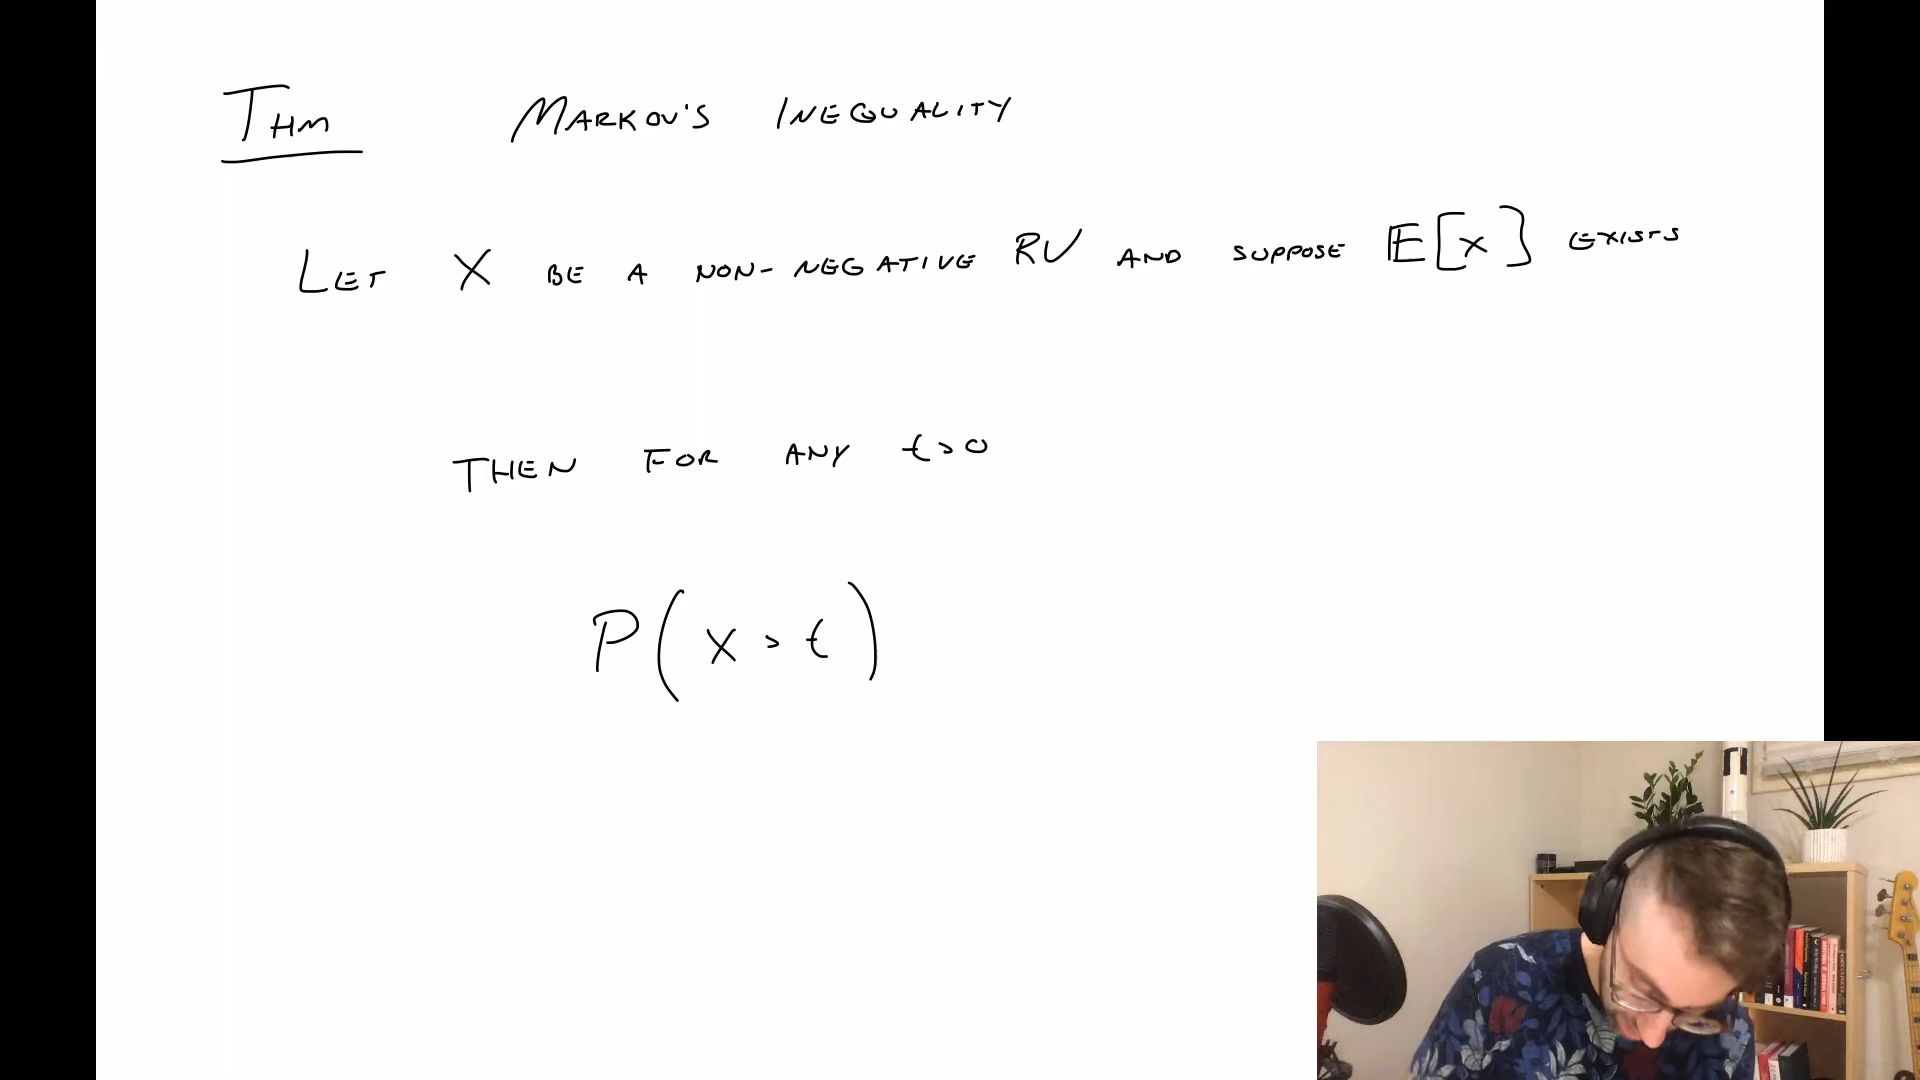 THM MARKOV'S INEQUALITY
LET X BE A NON-NEGATIVE RV AND SUPPOSE 𝔼[X] EXISTS
THEN FOR ANY t>0
P(X>t)